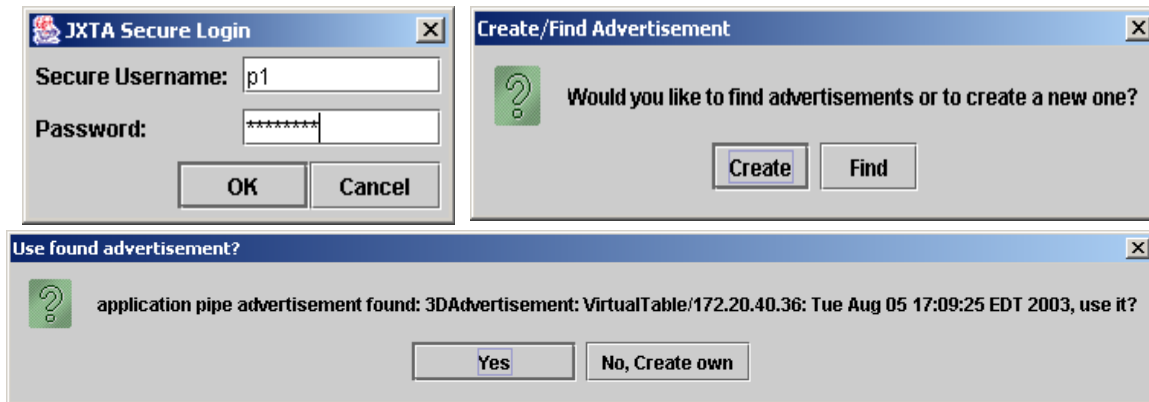 JXTA Secure Login
Secure Username: p1
Password: ********
OK Cancel
Create/Find Advertisement
Would you like to find advertisements or to create a new one?
Create Find
Use found advertisement?
application pipe advertisement found: 3DAdvertisement: VirtualTable/172.20.40.36: Tue Aug 05 17:09:25 EDT 2003, use it?
Yes No, Create own